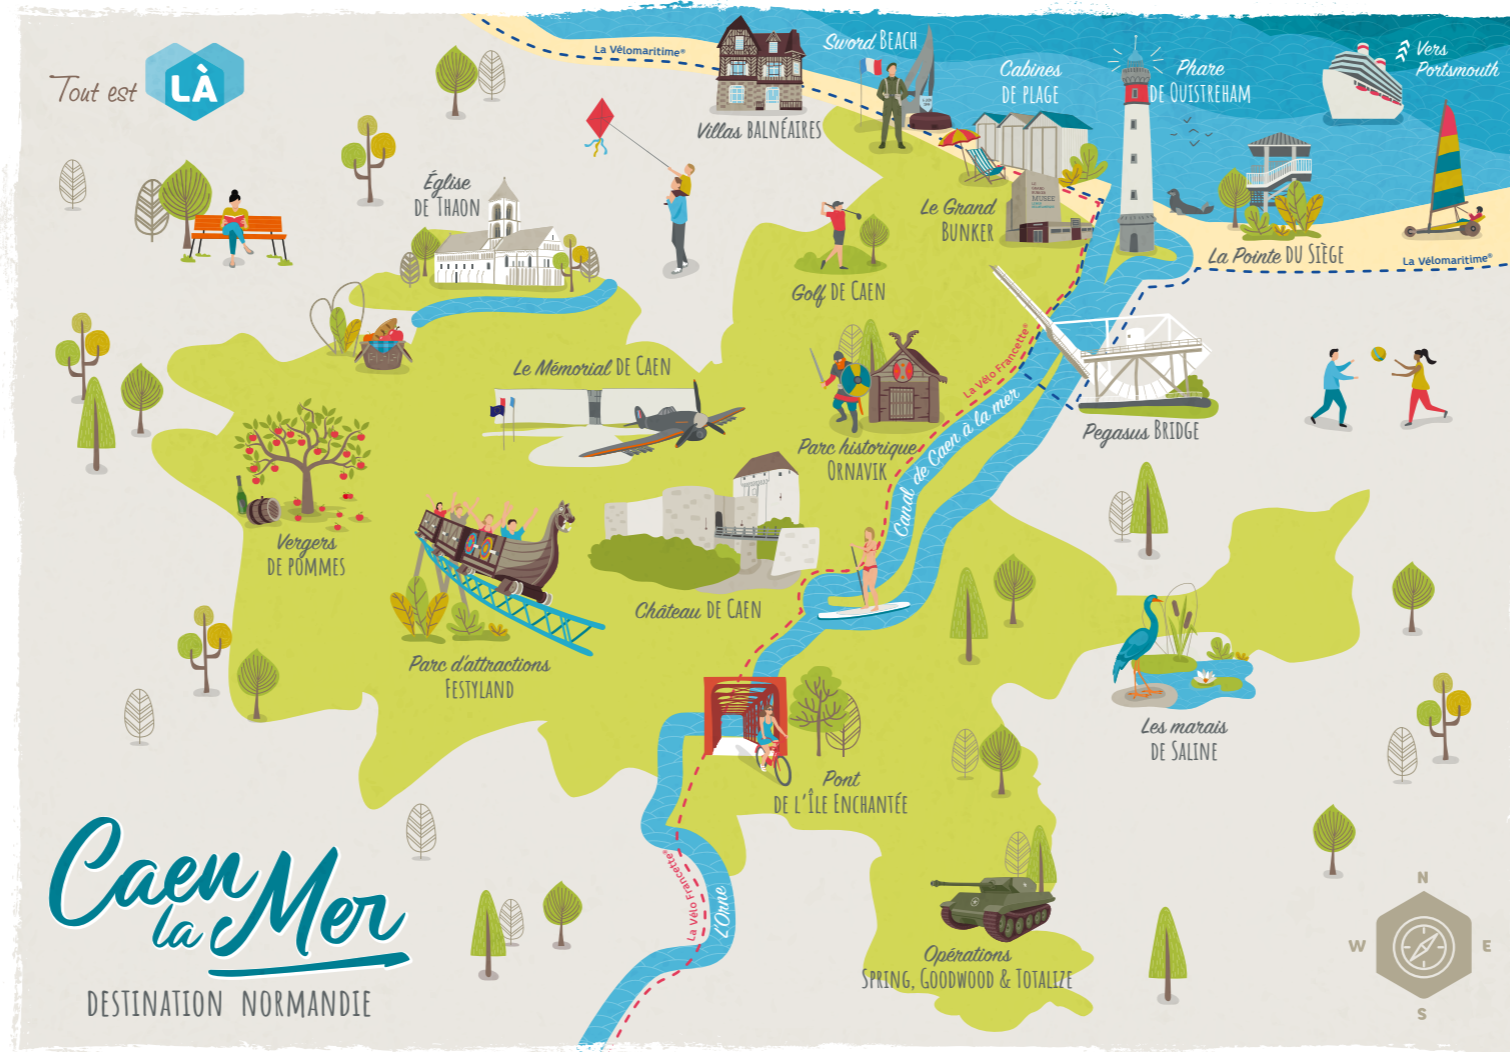 Tout est LÀ
La Vélomaritime®
Villas BALNÉAIRES
Sword BEACH
Cabines
DE PLAGE
Phare
DE OUISTREHAM
Vers
Portsmouth
Église
DE THAON
Le Grand
BUNKER
MUSEE
Golf DE CAEN
La Pointe DU SIÈGE
La Vélomaritime®
Le Mémorial DE CAEN
La Vélo Francette®
Canal de Caen à la mer
Pegasus BRIDGE
Parc historique
ORNAVIK
Vergers
DE POMMES
Château DE CAEN
Parc d'attractions
FESTYLAND
Les marais
DE SALINE
Pont
DE L'ÎLE ENCHANTÉE
La Vélo Francette®
L'Orne
Opérations
SPRING, GOODWOOD & TOTALIZE
Caen
la Mer
DESTINATION NORMANDIE
N
W E
S